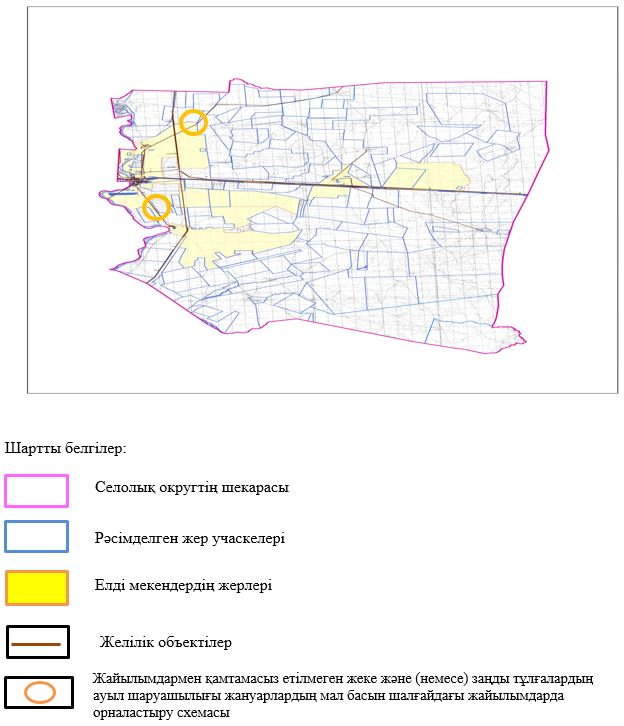 Шартты белгілер:
Селолық округтің шекарасы
Рәсімделген жер учаскелері
Елді мекендердің жерлері
Желілік объектілер
Жайылымдармен қамтамасыз етілмеген жеке және (немесе) заңды тұлғалардың
ауыл шаруашылығы жануарлардың мал басын шалғайдағы жайылымдарда
орналастыру схемасы